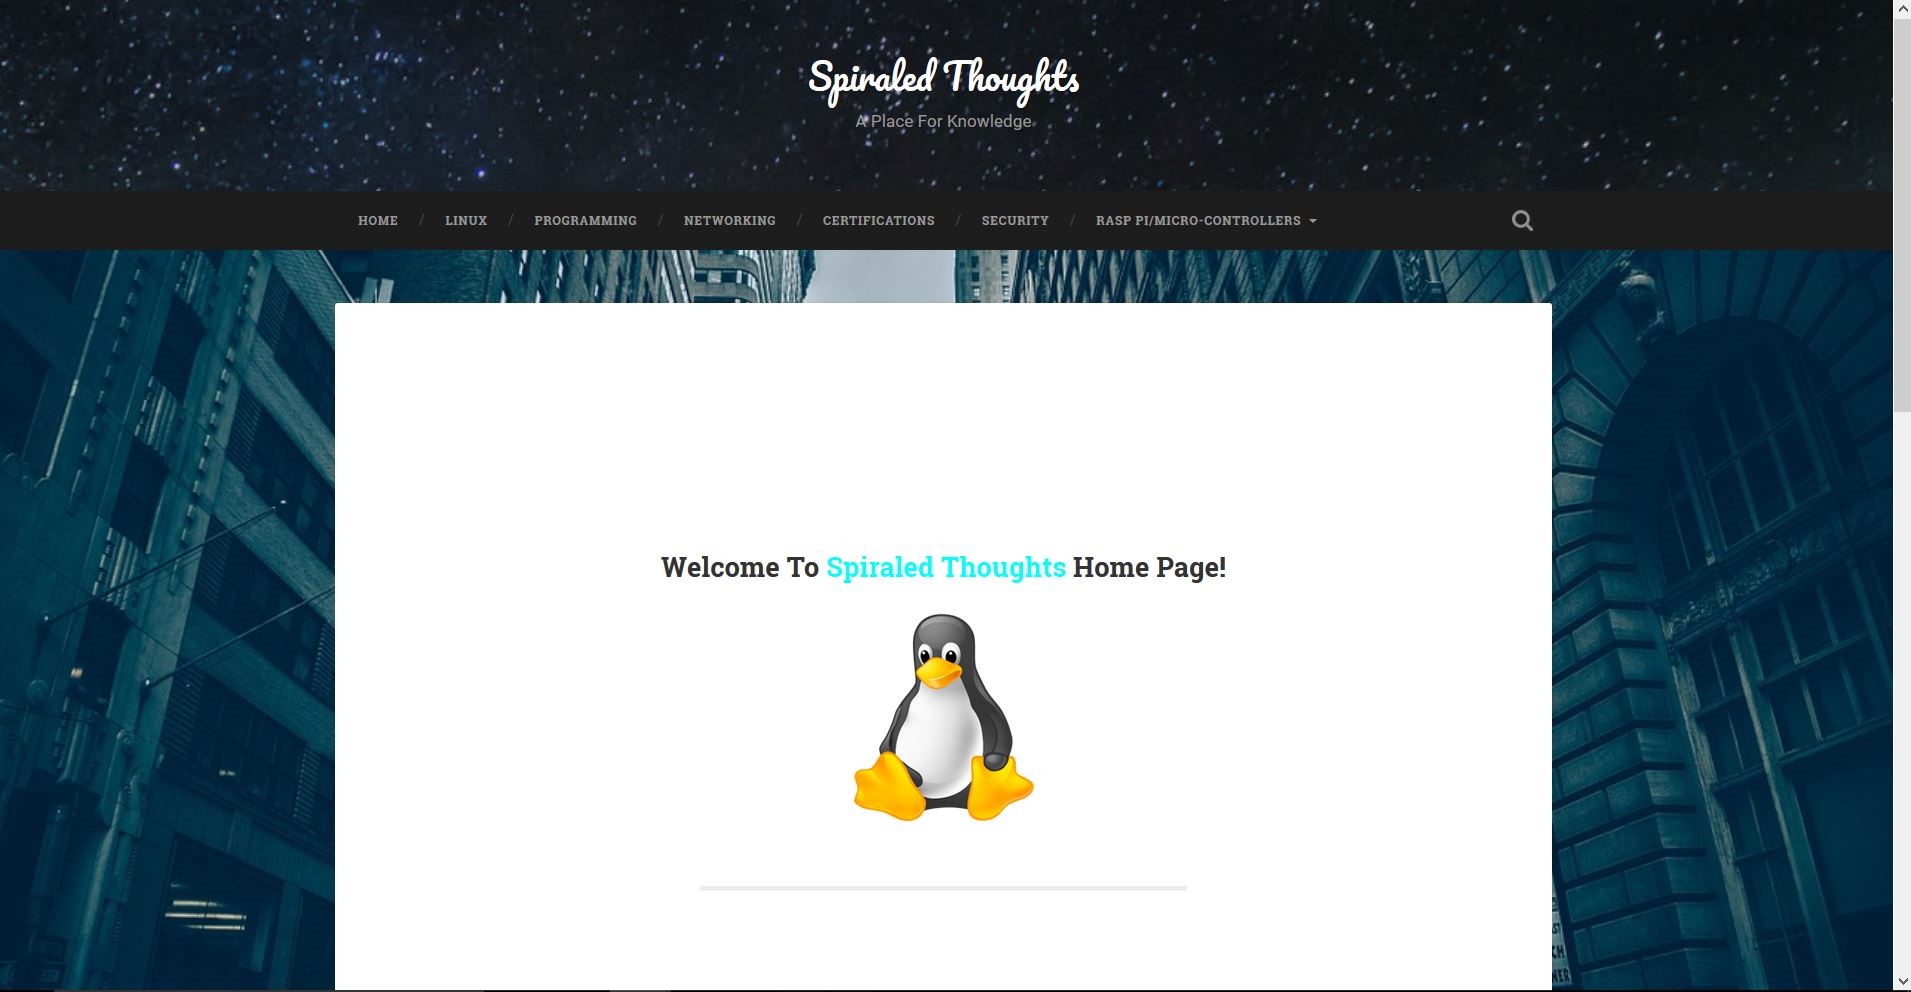 Spiraled Thoughts
A Place For Knowledge
HOME / LINUX / PROGRAMMING / NETWORKING / CERTIFICATIONS / SECURITY / RASP PI/MICRO-CONTROLLERS
Welcome To Spiraled Thoughts Home Page!